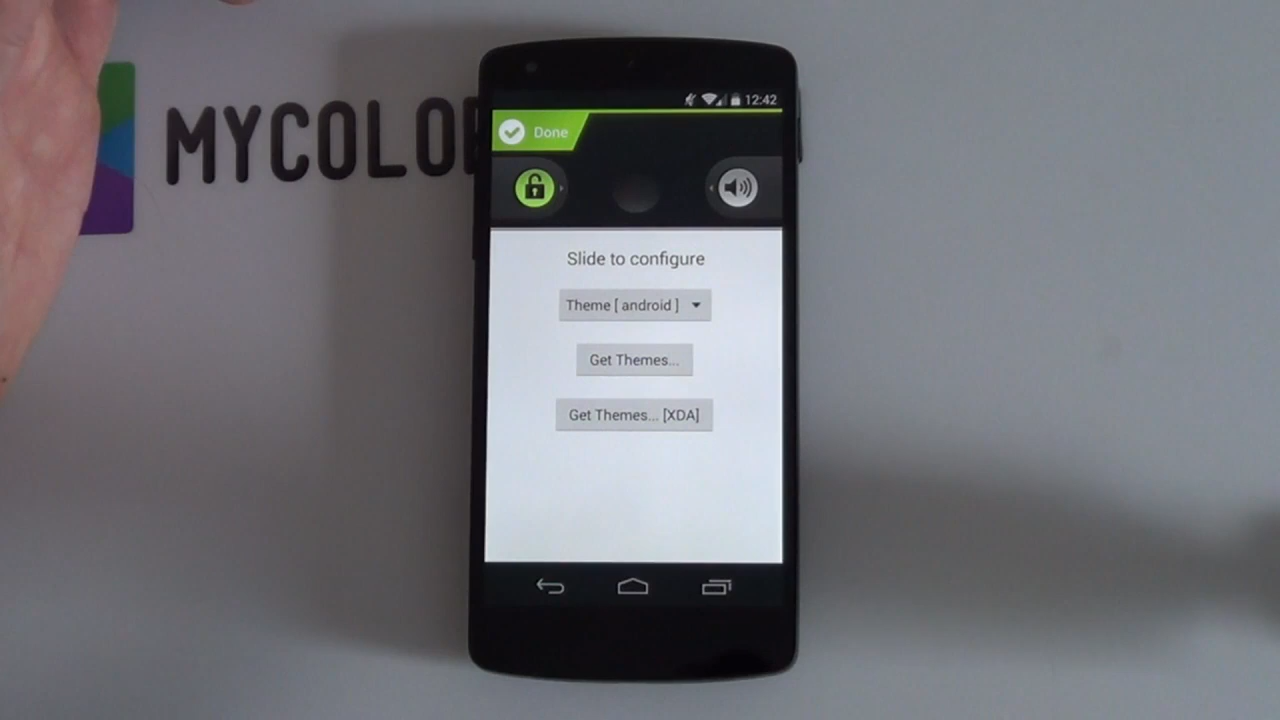 MYCOLO
12:42
Done
Slide to configure
Theme [ android ]
Get Themes...
Get Themes... [XDA]